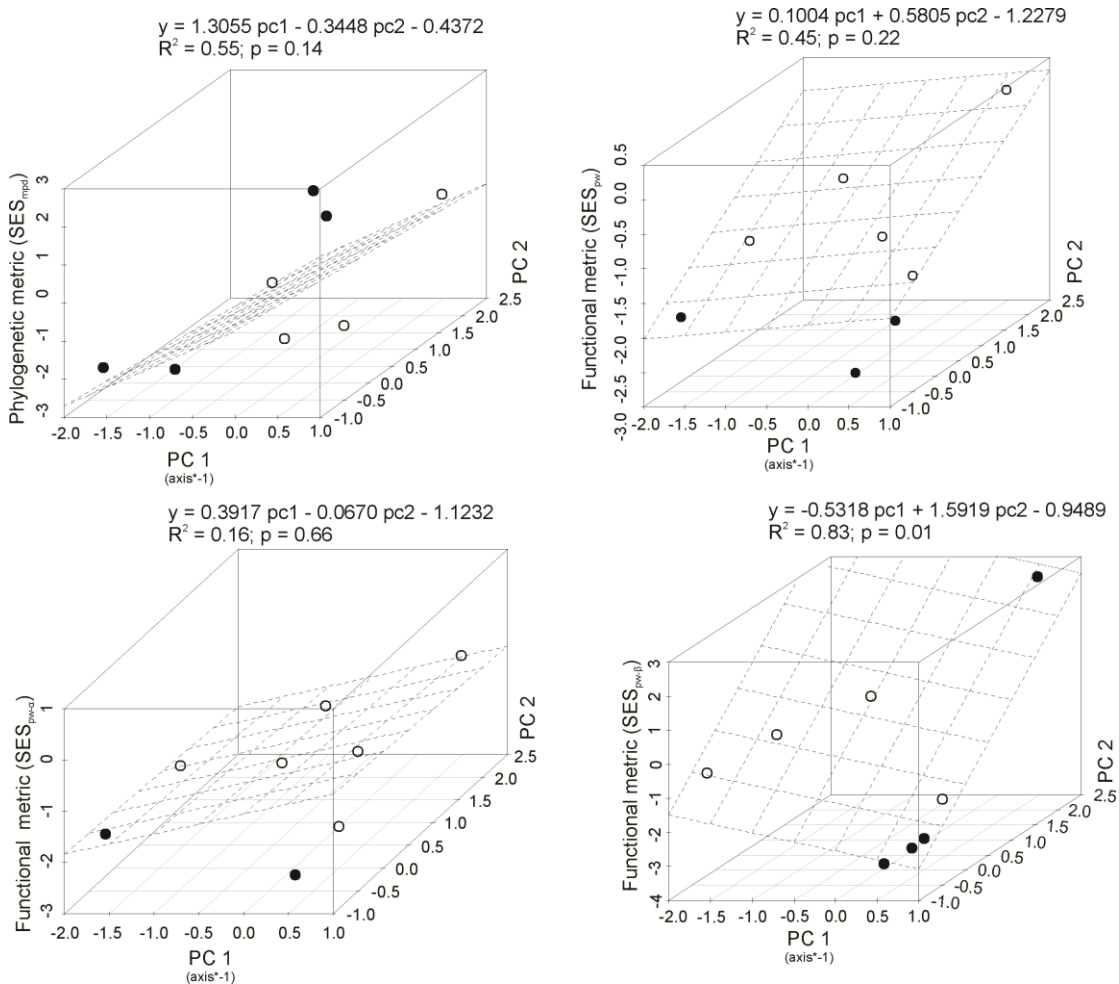 y = 1.3055 pc1 - 0.3448 pc2 - 0.4372
R² = 0.55; p = 0.14
Phylogenetic metric (SESmpd)
3
2
1
0
-1
-2
-3
-2.0 -1.5 -1.0 -0.5 0.0 0.5 1.0
PC 1
(axis*-1)
-1.0
-0.5
0.0
0.5
1.0
1.5
2.0
2.5
PC 2
y = 0.1004 pc1 + 0.5805 pc2 - 1.2279
R² = 0.45; p = 0.22
Functional metric (SESpw)
0.5
0.0
-0.5
-1.0
-1.5
-2.0
-2.5
-3.0
-2.0 -1.5 -1.0 -0.5 0.0 0.5 1.0
PC 1
(axis*-1)
-1.0
-0.5
0.0
0.5
1.0
1.5
2.0
2.5
PC 2
y = 0.3917 pc1 - 0.0670 pc2 - 1.1232
R² = 0.16; p = 0.66
Functional metric (SESpw-α)
1
0
-1
-2
-3
-2.0 -1.5 -1.0 -0.5 0.0 0.5 1.0
PC 1
(axis*-1)
-1.0
-0.5
0.0
0.5
1.0
1.5
2.0
2.5
PC 2
y = -0.5318 pc1 + 1.5919 pc2 - 0.9489
R² = 0.83; p = 0.01
Functional metric (SESpw-β)
3
2
1
0
-1
-2
-3
-4
-2.0 -1.5 -1.0 -0.5 0.0 0.5 1.0
PC 1
(axis*-1)
-1.0
-0.5
0.0
0.5
1.0
1.5
2.0
2.5
PC 2